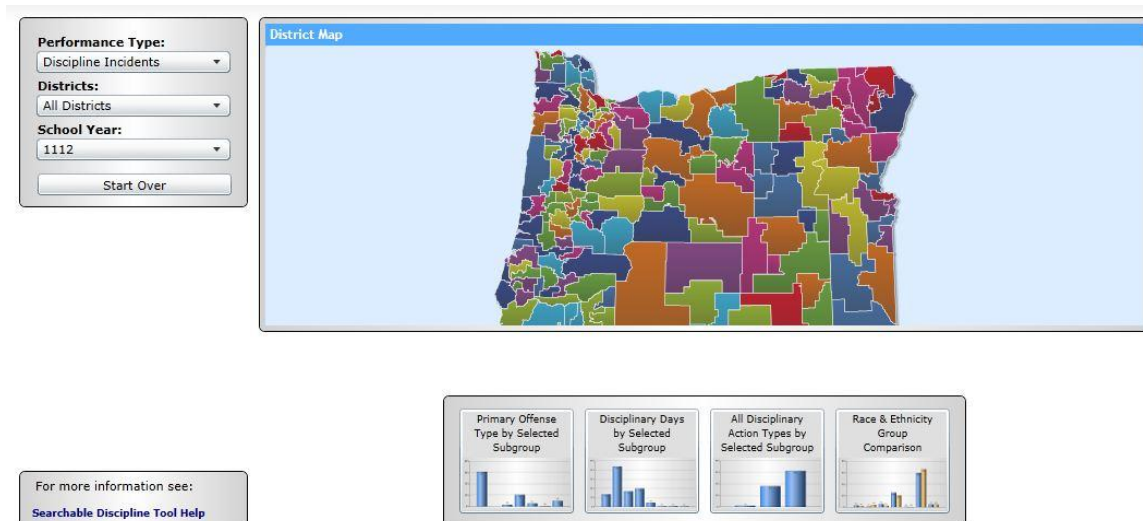 Performance Type:
Discipline Incidents
Districts:
All Districts
School Year:
1112
Start Over
District Map
Primary Offense
Type by Selected
Subgroup
Disciplinary Days
by Selected
Subgroup
All Disciplinary
Action Types by
Selected Subgroup
Race & Ethnicity
Group
Comparison
For more information see:
Searchable Discipline Tool Help